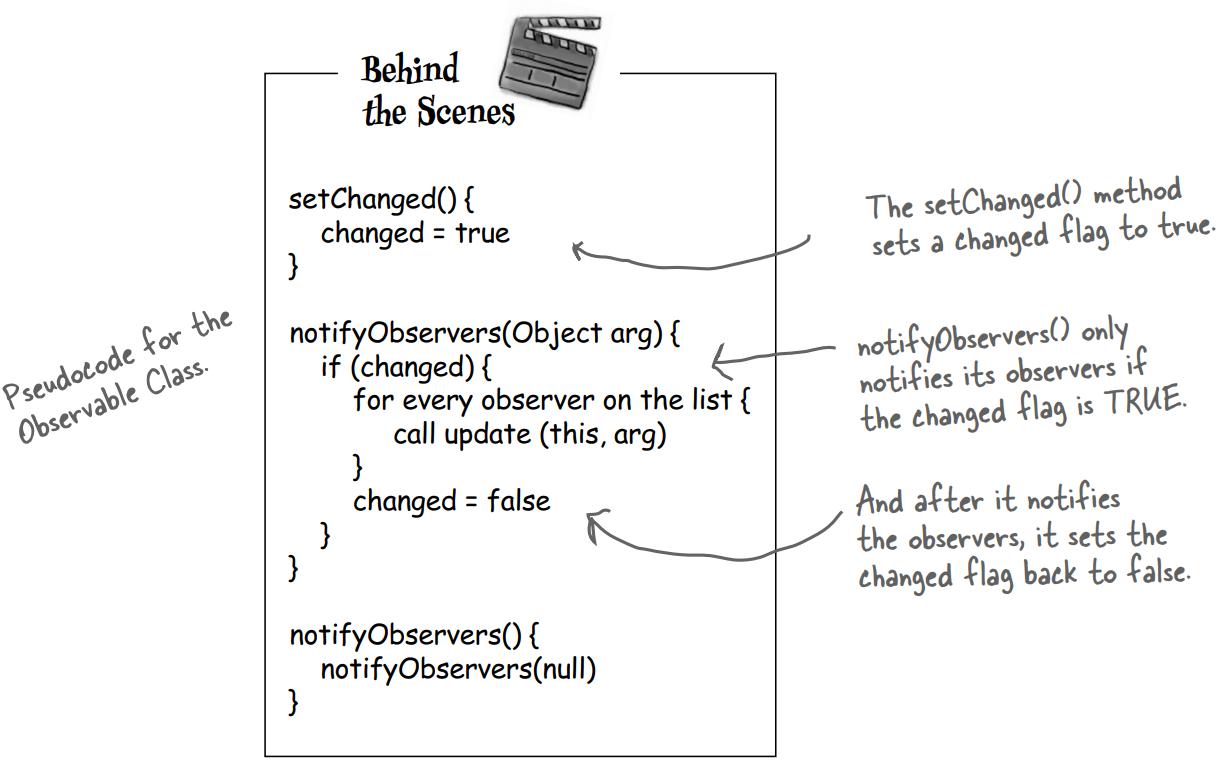 Behind
the Scenes
setChanged() {
changed = true
}
notifyObservers(Object arg) {
if (changed) {
for every observer on the list {
call update (this, arg)
}
changed = false
}
}
notifyObservers() {
notifyObservers(null)
}
Pseudocode for the
Observable Class.
The setChanged() method
sets a changed flag to true.
notifyObservers() only
notifies its observers if
the changed flag is TRUE.
And after it notifies
the observers, it sets the
changed flag back to false.